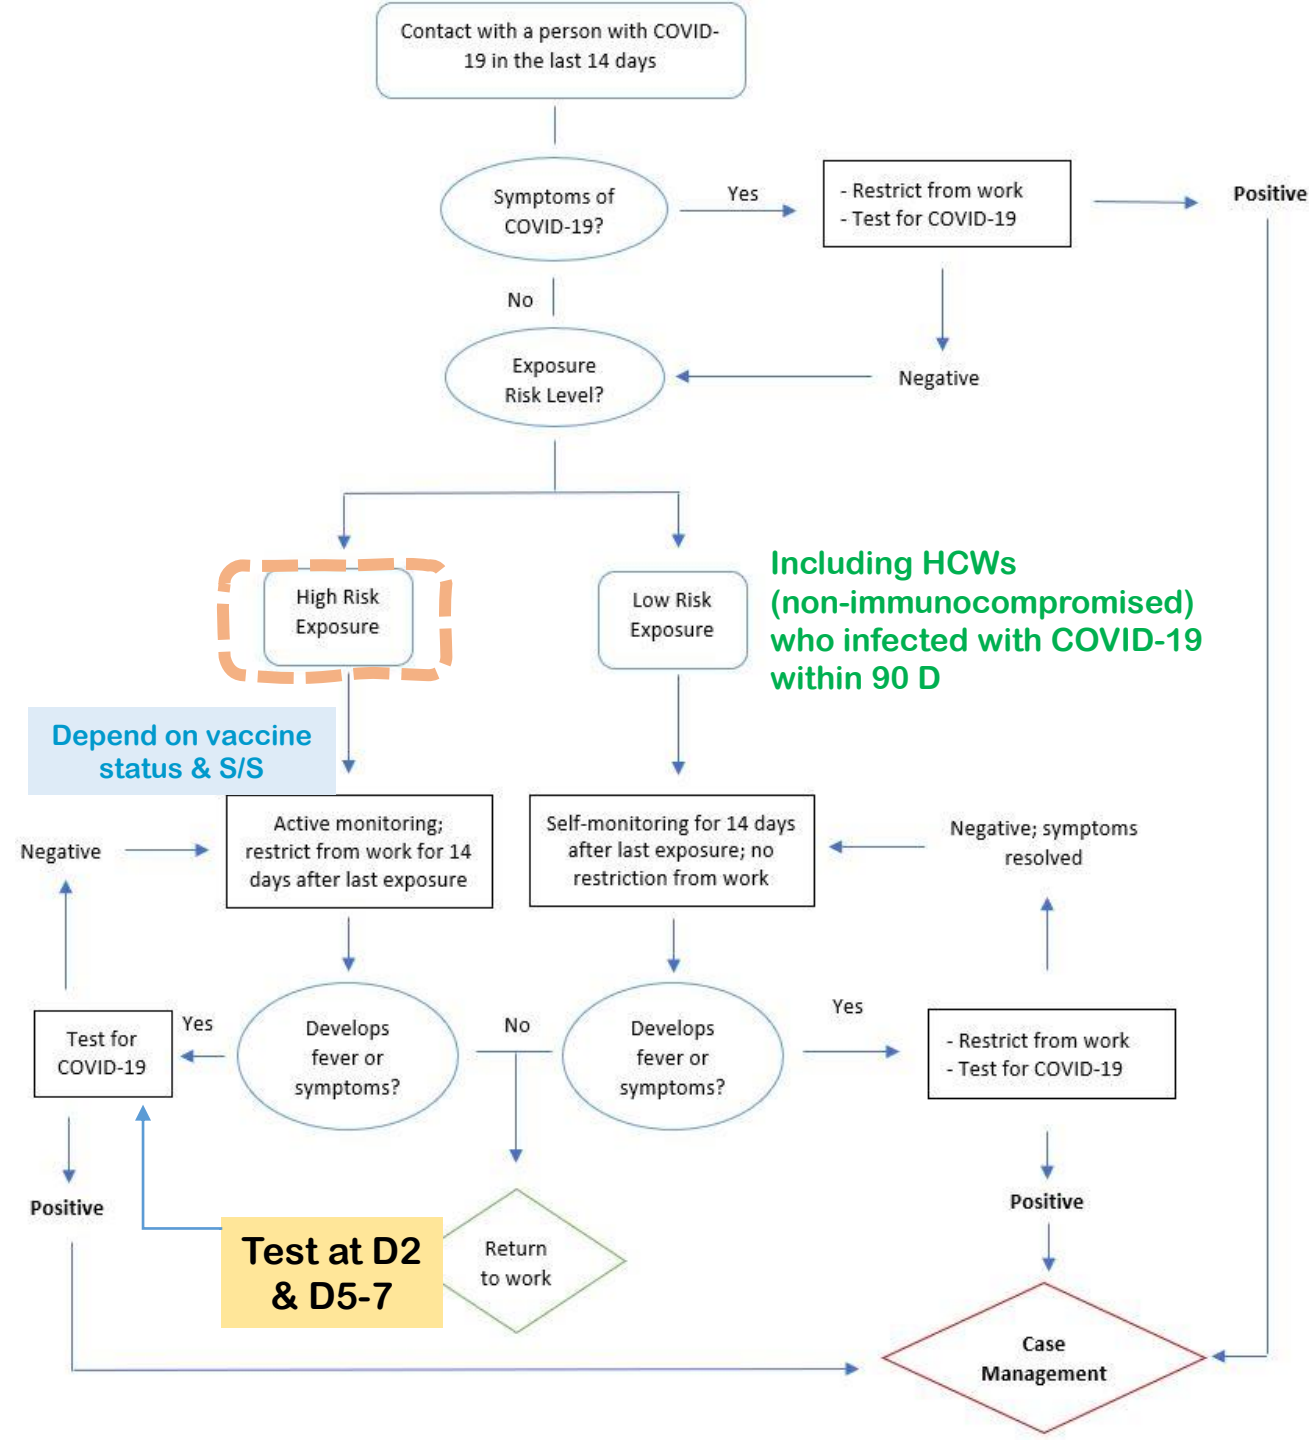 Contact with a person with COVID-
19 in the last 14 days
Symptoms of
COVID-19?
Yes
- Restrict from work
- Test for COVID-19
Positive
No
Negative
Exposure
Risk Level?
High Risk
Exposure
Low Risk
Exposure
Including HCWs
(non-immunocompromised)
who infected with COVID-19
within 90 D
Depend on vaccine
status & S/S
Negative
Active monitoring;
restrict from work for 14
days after last exposure
Self-monitoring for 14 days
after last exposure; no
restriction from work
Negative; symptoms
resolved
Test for
COVID-19
Yes
Develops
fever or
symptoms?
No
Develops
fever or
symptoms?
Yes
- Restrict from work
- Test for COVID-19
Positive
Test at D2
& D5-7
Return
to work
Positive
Case
Management